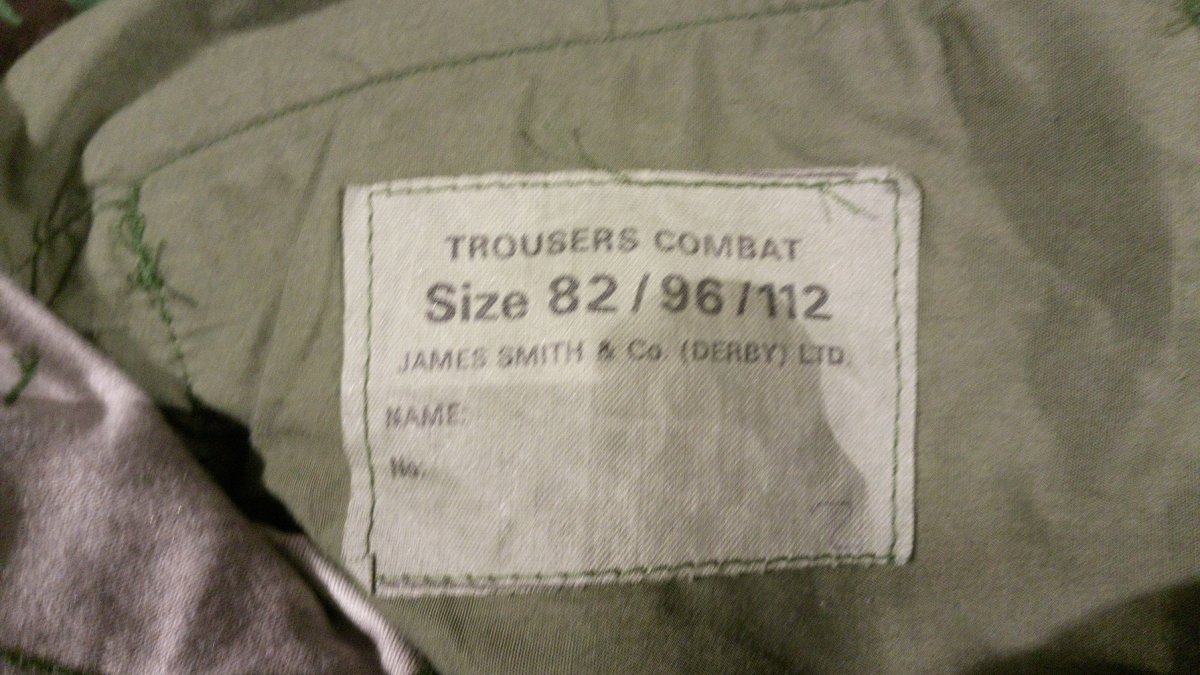 TROUSERS COMBAT
Size 82/96/112
JAMES SMITH & Co. (DERBY) LTD.
NAME:
No.